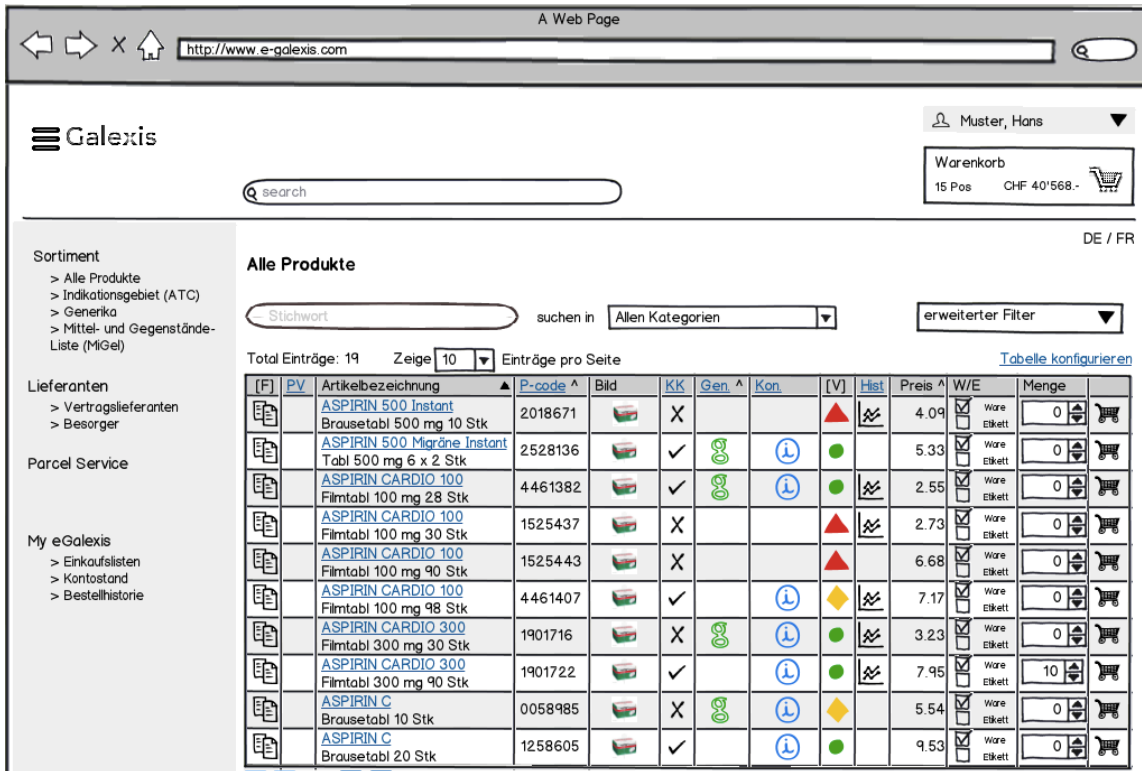 A Web Page
http://www.e-galexis.com
Galexis
Muster, Hans
Warenkorb
15 Pos CHF 40'568.-
search
DE / FR
Sortiment
> Alle Produkte
> Indikationsgebiet (ATC)
> Generika
> Mittel- und Gegenstände-
Liste (MiGel)
Lieferanten
> Vertragslieferanten
> Besorger
Parcel Service
My eGalexis
> Einkaufslisten
> Kontostand
> Bestellhistorie
Alle Produkte
Stichwort suchen in Allen Kategorien erweiterter Filter
Total Einträge: 19 Zeige 10 Einträge pro Seite Tabelle konfigurieren
[F] PV Artikelbezeichnung P-code ^ Bild KK Gen. ^ Kon. [V] Hist Preis ^ W/E Menge
ASPIRIN 500 Instant
Brausetabl 500 mg 10 Stk 2018671 X 4.09 Ware Etikett 0
ASPIRIN 500 Migräne Instant
Tabl 500 mg 6 x 2 Stk 2528136 ✓ g i 5.33 Ware Etikett 0
ASPIRIN CARDIO 100
Filmtabl 100 mg 28 Stk 4461382 ✓ g i 2.55 Ware Etikett 0
ASPIRIN CARDIO 100
Filmtabl 100 mg 30 Stk 1525437 X 2.73 Ware Etikett 0
ASPIRIN CARDIO 100
Filmtabl 100 mg 90 Stk 1525443 X 6.68 Ware Etikett 0
ASPIRIN CARDIO 100
Filmtabl 100 mg 98 Stk 4461407 ✓ i 7.17 Ware Etikett 0
ASPIRIN CARDIO 300
Filmtabl 300 mg 30 Stk 1901716 X g i 3.23 Ware Etikett 0
ASPIRIN CARDIO 300
Filmtabl 300 mg 90 Stk 1901722 ✓ i 7.95 Ware Etikett 10
ASPIRIN C
Brausetabl 10 Stk 0058985 X g i 5.54 Ware Etikett 0
ASPIRIN C
Brausetabl 20 Stk 1258605 ✓ i 9.53 Ware Etikett 0